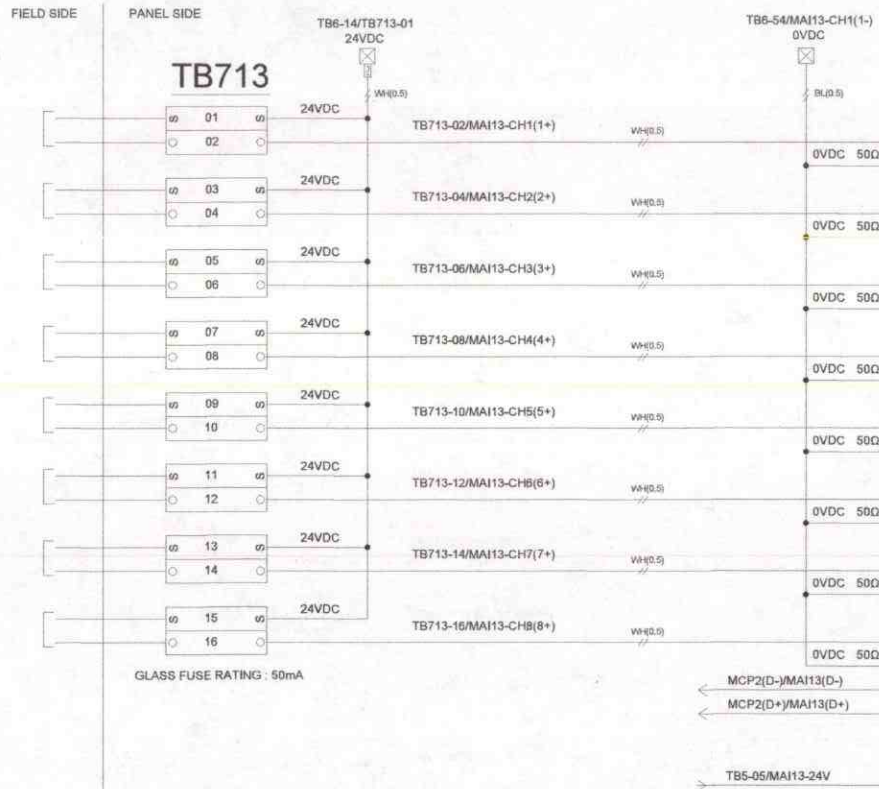 FIELD SIDE
PANEL SIDE
TB6-14/TB713-01
24VDC
TB6-54/MAI13-CH1(1-)
0VDC
TB713
WH(0.5)
BL(0.5)
S 01 S 24VDC
TB713-02/MAI13-CH1(1+)
WH(0.5)
02
0VDC 50Ω
S 03 S 24VDC
TB713-04/MAI13-CH2(2+)
WH(0.5)
04
0VDC 50Ω
S 05 S 24VDC
TB713-06/MAI13-CH3(3+)
WH(0.5)
06
0VDC 50Ω
S 07 S 24VDC
TB713-08/MAI13-CH4(4+)
WH(0.5)
08
0VDC 50Ω
S 09 S 24VDC
TB713-10/MAI13-CH5(5+)
WH(0.5)
10
0VDC 50Ω
S 11 S 24VDC
TB713-12/MAI13-CH6(6+)
WH(0.5)
12
0VDC 50Ω
S 13 S 24VDC
TB713-14/MAI13-CH7(7+)
WH(0.5)
14
0VDC 50Ω
S 15 S 24VDC
TB713-16/MAI13-CH8(8+)
WH(0.5)
16
0VDC 50Ω
GLASS FUSE RATING : 50mA
MCP2(D-)/MAI13(D-)
MCP2(D+)/MAI13(D+)
TB5-05/MAI13-24V